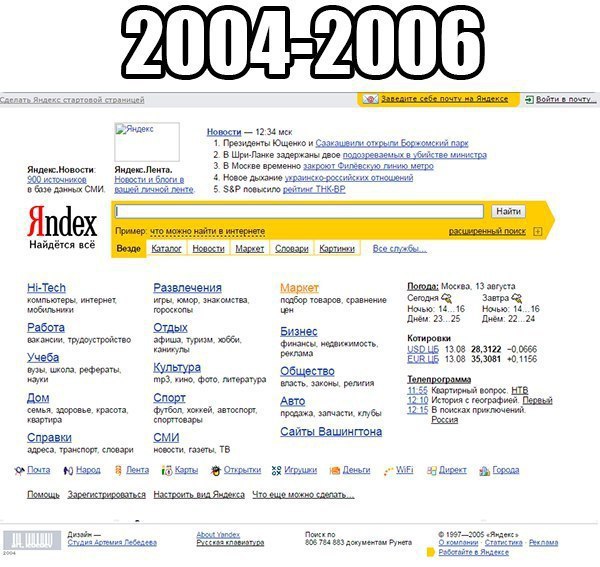 2004-2006
Сделать Яндекс стартовой страницей
Заведите себе почту на Яндексе
Войти в почту...
Яндекс
Новости — 12:34 мск
1. Президенты Ющенко и Саакашвили открыли Боржомский парк
2. В Шри-Ланке задержаны двое подозреваемых в убийстве министра
3. В Москве временно закроют Филёвскую линию метро
4. Новое дыхание украинско-российских отношений
5. S&P повысило рейтинг ТНК-ВР
Яндекс.Новости:
900 источников
в базе данных СМИ.
Яндекс.Лента.
Новости и блоги в
вашей личной ленте.
Яndex
Найдётся всё
Найти
Пример: что можно найти в интернете
расширенный поиск
Везде Каталог Новости Маркет Словари Картинки Все службы...
Hi-Tech
компьютеры, интернет,
мобильники
Работа
вакансии, трудоустройство
Учеба
вузы, школа, рефераты,
науки
Дом
семья, здоровье, красота,
квартира
Справки
адреса, транспорт, словари
Развлечения
игры, юмор, знакомства,
гороскопы
Отдых
афиша, туризм, хобби,
каникулы
Культура
mp3, кино, фото, литература
Спорт
футбол, хоккей, автоспорт,
спорттовары
СМИ
новости, газеты, ТВ
Маркет
подбор товаров, сравнение
цен
Бизнес
финансы, недвижимость,
реклама
Общество
власть, законы, религия
Авто
продажа, запчасти, клубы
Сайты Вашингтона
Погода: Москва, 13 августа
Сегодня Завтра
Ночью: 14...16 Ночью: 14...16
Днём: 23...25 Днём: 22...24
Котировки
USD ЦБ 13.08 28,3122 −0,0666
EUR ЦБ 13.08 35,3081 +0,1156
Телепрограмма
11:55 Квартирный вопрос. НТВ
12:10 История с географией. Первый
12:15 В поисках приключений.
Россия
Почта Народ Лента Карты Открытки Игрушки Деньги WiFi Директ Города
Помощь Зарегистрироваться Настроить вид Яндекса Что еще можно сделать...
2004
Дизайн —
Студия Артемия Лебедева
About Yandex
Русская клавиатура
Поиск по
806 784 883 документам Рунета
© 1997—2005 «Яндекс»
О компании · Статистика · Реклама
Работайте в Яндексе